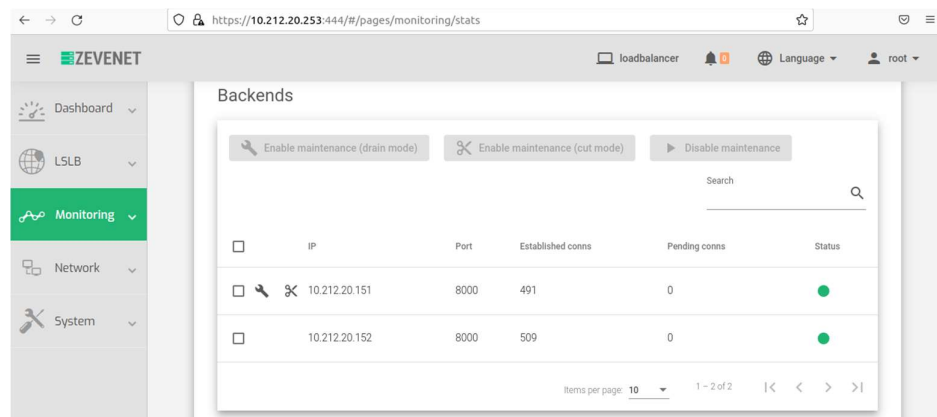 https://10.212.20.253:444/#/pages/monitoring/stats
ZEVENET
loadbalancer
0
Language
root
Dashboard
LSLB
Monitoring
Network
System
Backends
Enable maintenance (drain mode)
Enable maintenance (cut mode)
Disable maintenance
Search
IP Port Established conns Pending conns Status
10.212.20.151 8000 491 0
10.212.20.152 8000 509 0
Items per page: 10 1 – 2 of 2